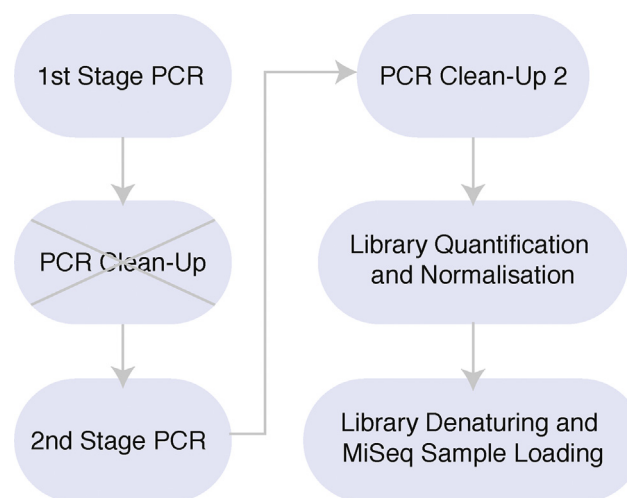 1st Stage PCR
PCR Clean-Up
2nd Stage PCR
PCR Clean-Up 2
Library Quantification
and Normalisation
Library Denaturing and
MiSeq Sample Loading